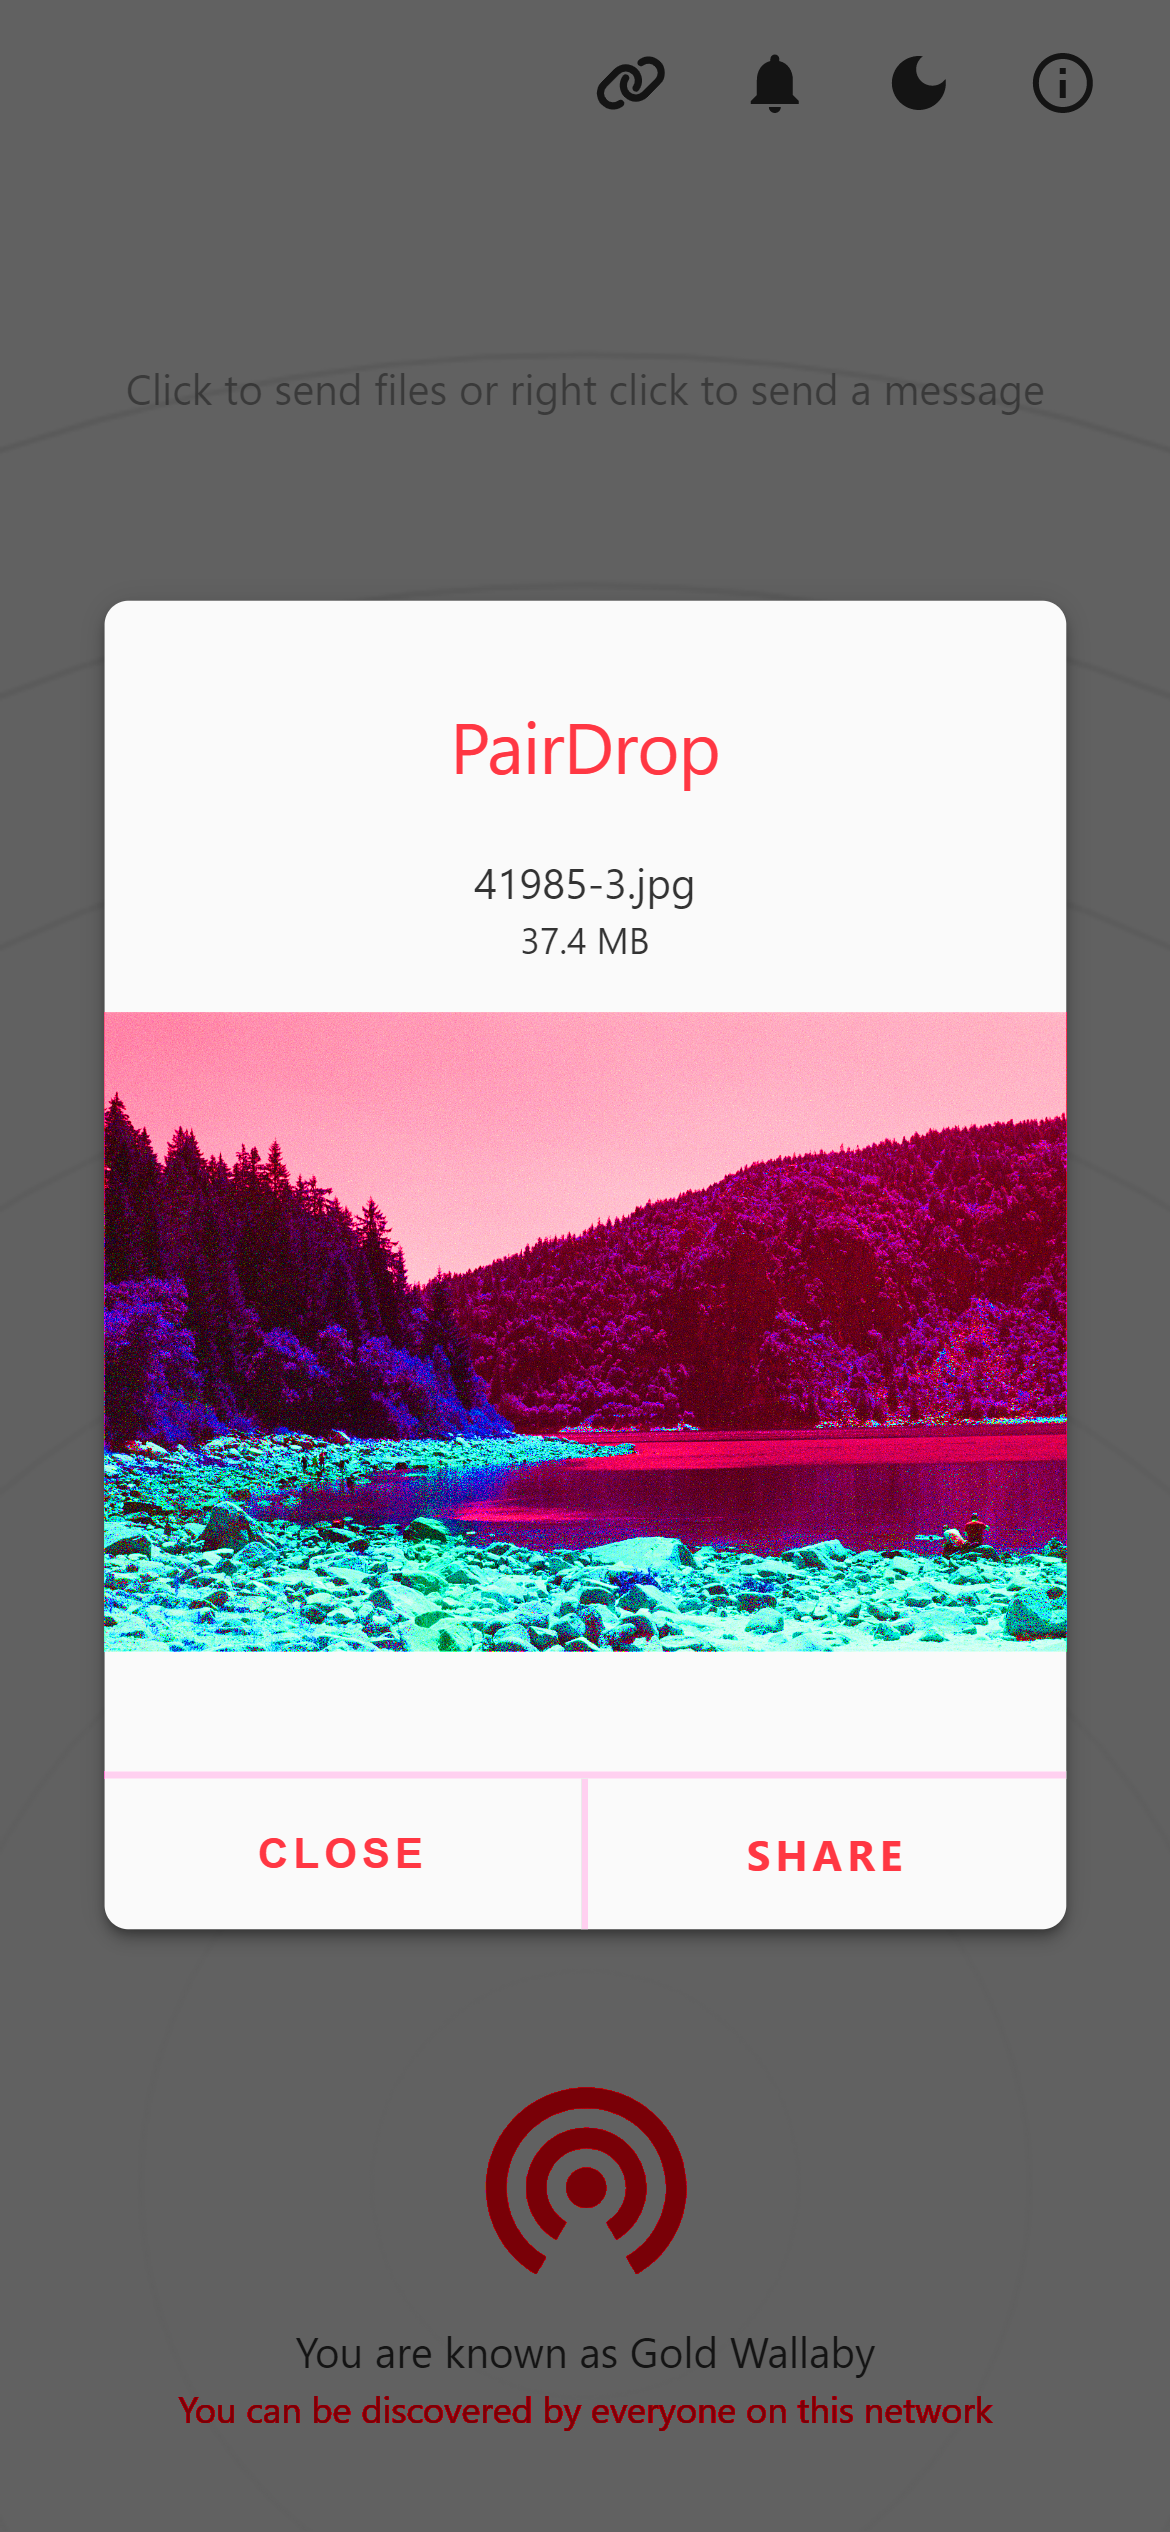 Click to send files or right click to send a message
PairDrop
41985-3.jpg
37.4 MB
CLOSE
SHARE
You are known as Gold Wallaby
You can be discovered by everyone on this network